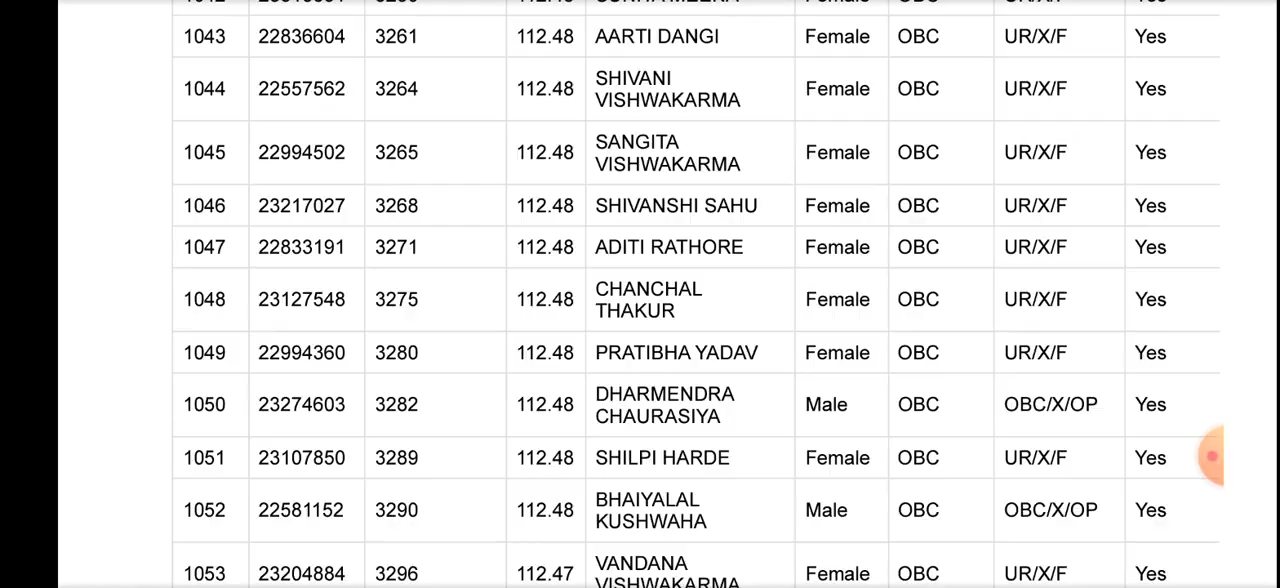 1043 22836604 3261 112.48 AARTI DANGI Female OBC UR/X/F Yes
1044 22557562 3264 112.48 SHIVANI VISHWAKARMA Female OBC UR/X/F Yes
1045 22994502 3265 112.48 SANGITA VISHWAKARMA Female OBC UR/X/F Yes
1046 23217027 3268 112.48 SHIVANSHI SAHU Female OBC UR/X/F Yes
1047 22833191 3271 112.48 ADITI RATHORE Female OBC UR/X/F Yes
1048 23127548 3275 112.48 CHANCHAL THAKUR Female OBC UR/X/F Yes
1049 22994360 3280 112.48 PRATIBHA YADAV Female OBC UR/X/F Yes
1050 23274603 3282 112.48 DHARMENDRA CHAURASIYA Male OBC OBC/X/OP Yes
1051 23107850 3289 112.48 SHILPI HARDE Female OBC UR/X/F Yes
1052 22581152 3290 112.48 BHAIYALAL KUSHWAHA Male OBC OBC/X/OP Yes
1053 23204884 3296 112.47 VANDANA VISHWAKARMA Female OBC UR/X/F Yes